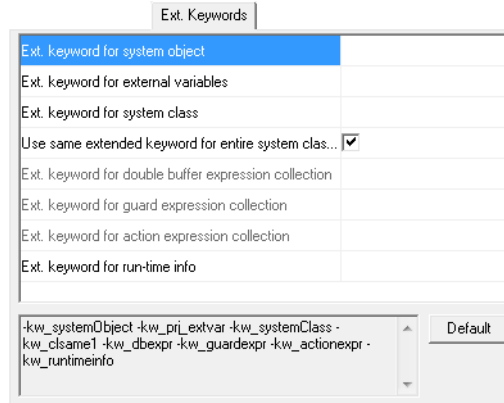 Ext. Keywords
Ext. keyword for system object
Ext. keyword for external variables
Ext. keyword for system class
Use same extended keyword for entire system clas...
Ext. keyword for double buffer expression collection
Ext. keyword for guard expression collection
Ext. keyword for action expression collection
Ext. keyword for run-time info
-kw_systemObject -kw_prj_extvar -kw_systemClass -
kw_clsame1 -kw_dbexpr -kw_guardexpr -kw_actionexpr -
kw_runtimeinfo
Default